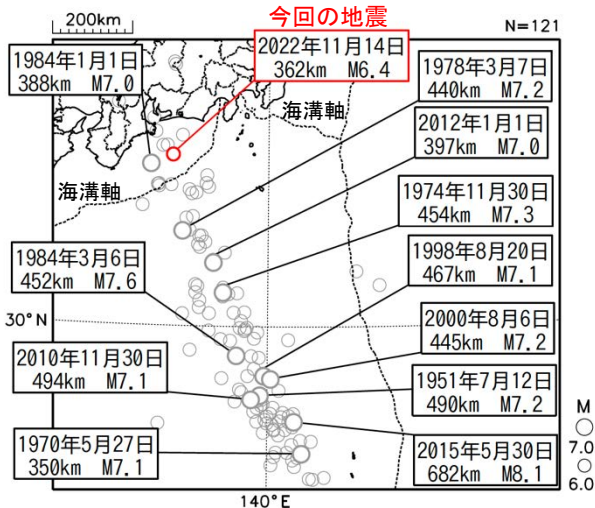 200km
今回の地震
N=121
1984年1月1日
388km M7.0
2022年11月14日
362km M6.4
1978年3月7日
440km M7.2
海溝軸
2012年1月1日
397km M7.0
海溝軸
1974年11月30日
454km M7.3
1984年3月6日
452km M7.6
1998年8月20日
467km M7.1
30°N
2000年8月6日
445km M7.2
2010年11月30日
494km M7.1
1951年7月12日
490km M7.2
1970年5月27日
350km M7.1
2015年5月30日
682km M8.1
M
7.0
6.0
140°E